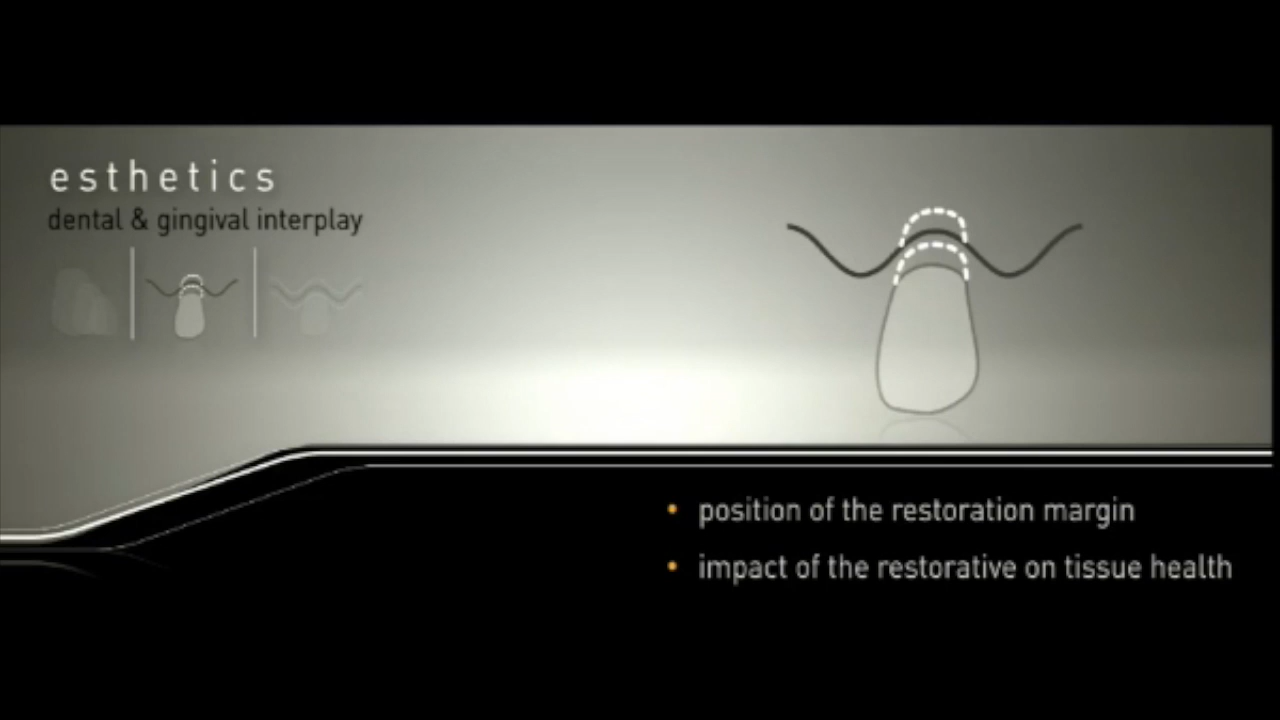 esthetics
dental & gingival interplay
• position of the restoration margin
• impact of the restorative on tissue health